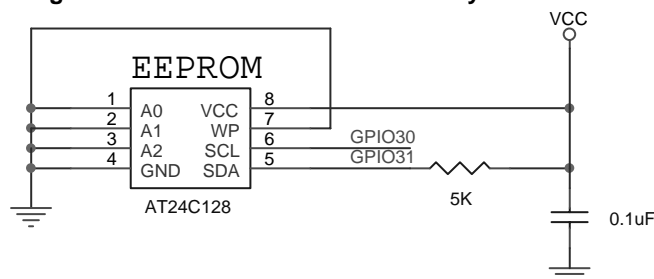 VCC
EEPROM
1 A0 VCC 8
2 A1 WP 7
3 A2 SCL 6 GPIO30
4 GND SDA 5 GPIO31
5K
AT24C128
0.1uF